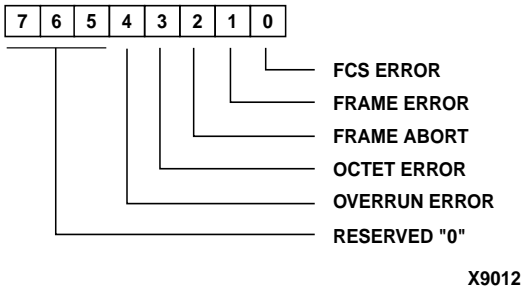 7 6 5 4 3 2 1 0
FCS ERROR
FRAME ERROR
FRAME ABORT
OCTET ERROR
OVERRUN ERROR
RESERVED "0"
X9012